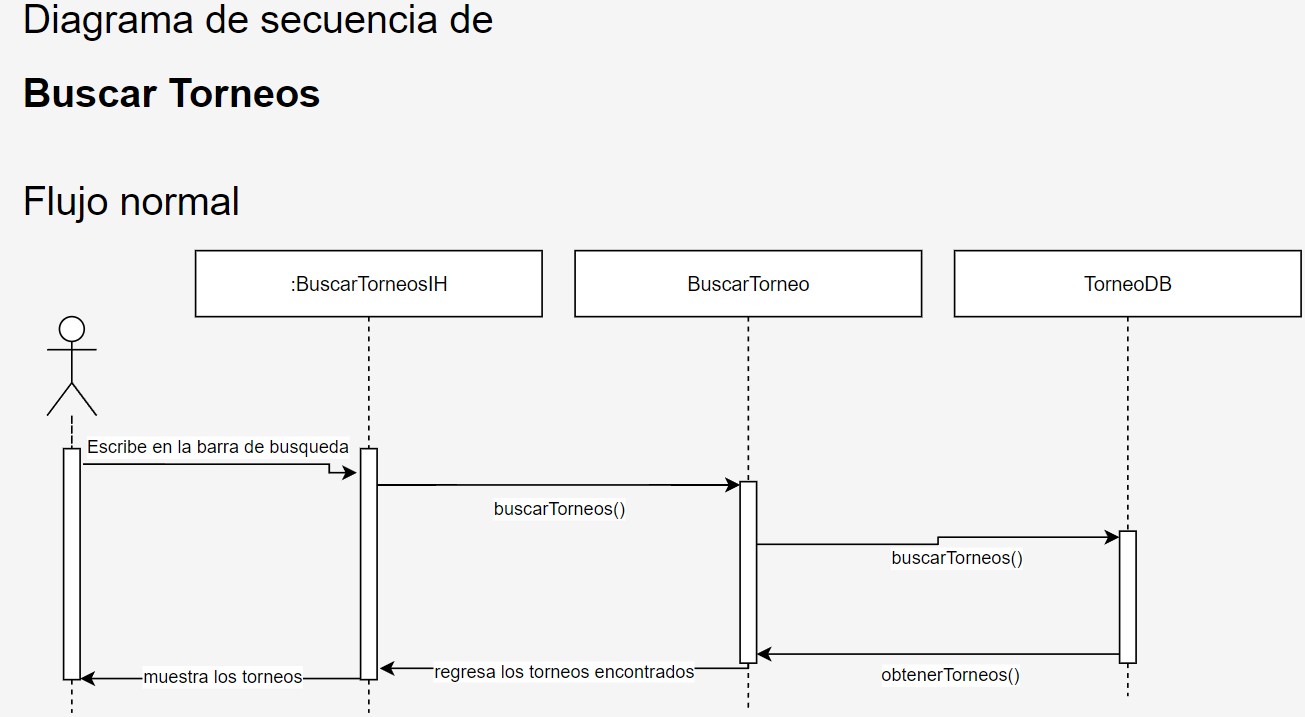 Diagrama de secuencia de
Buscar Torneos
Flujo normal
:BuscarTorneosIH
BuscarTorneo
TorneoDB
Escribe en la barra de busqueda
buscarTorneos()
buscarTorneos()
regresa los torneos encontrados
obtenerTorneos()
muestra los torneos